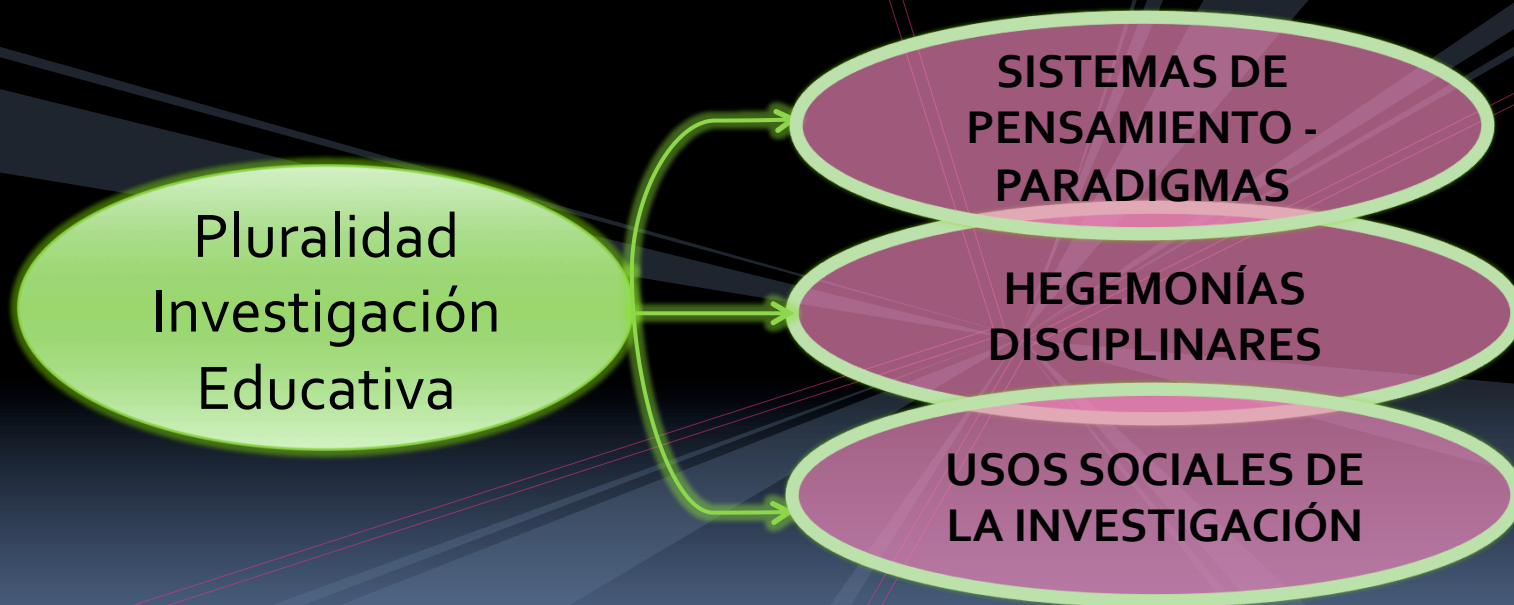 Pluralidad
Investigación
Educativa
SISTEMAS DE
PENSAMIENTO -
PARADIGMAS
HEGEMONÍAS
DISCIPLINARES
USOS SOCIALES DE
LA INVESTIGACIÓN